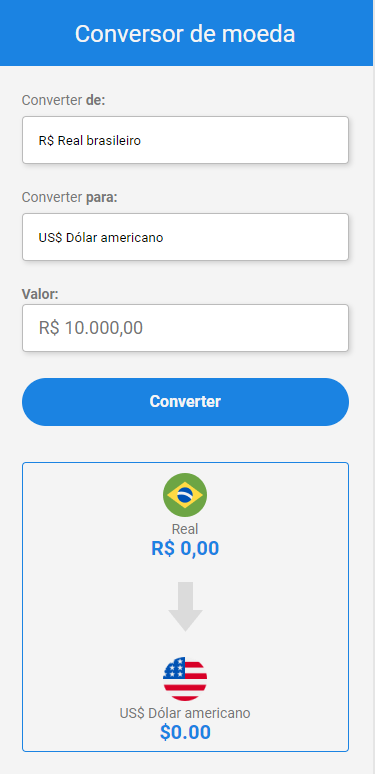 Conversor de moeda
Converter de:
R$ Real brasileiro
Converter para:
US$ Dólar americano
Valor:
R$ 10.000,00
Converter
Real
R$ 0,00
US$ Dólar americano
$0.00